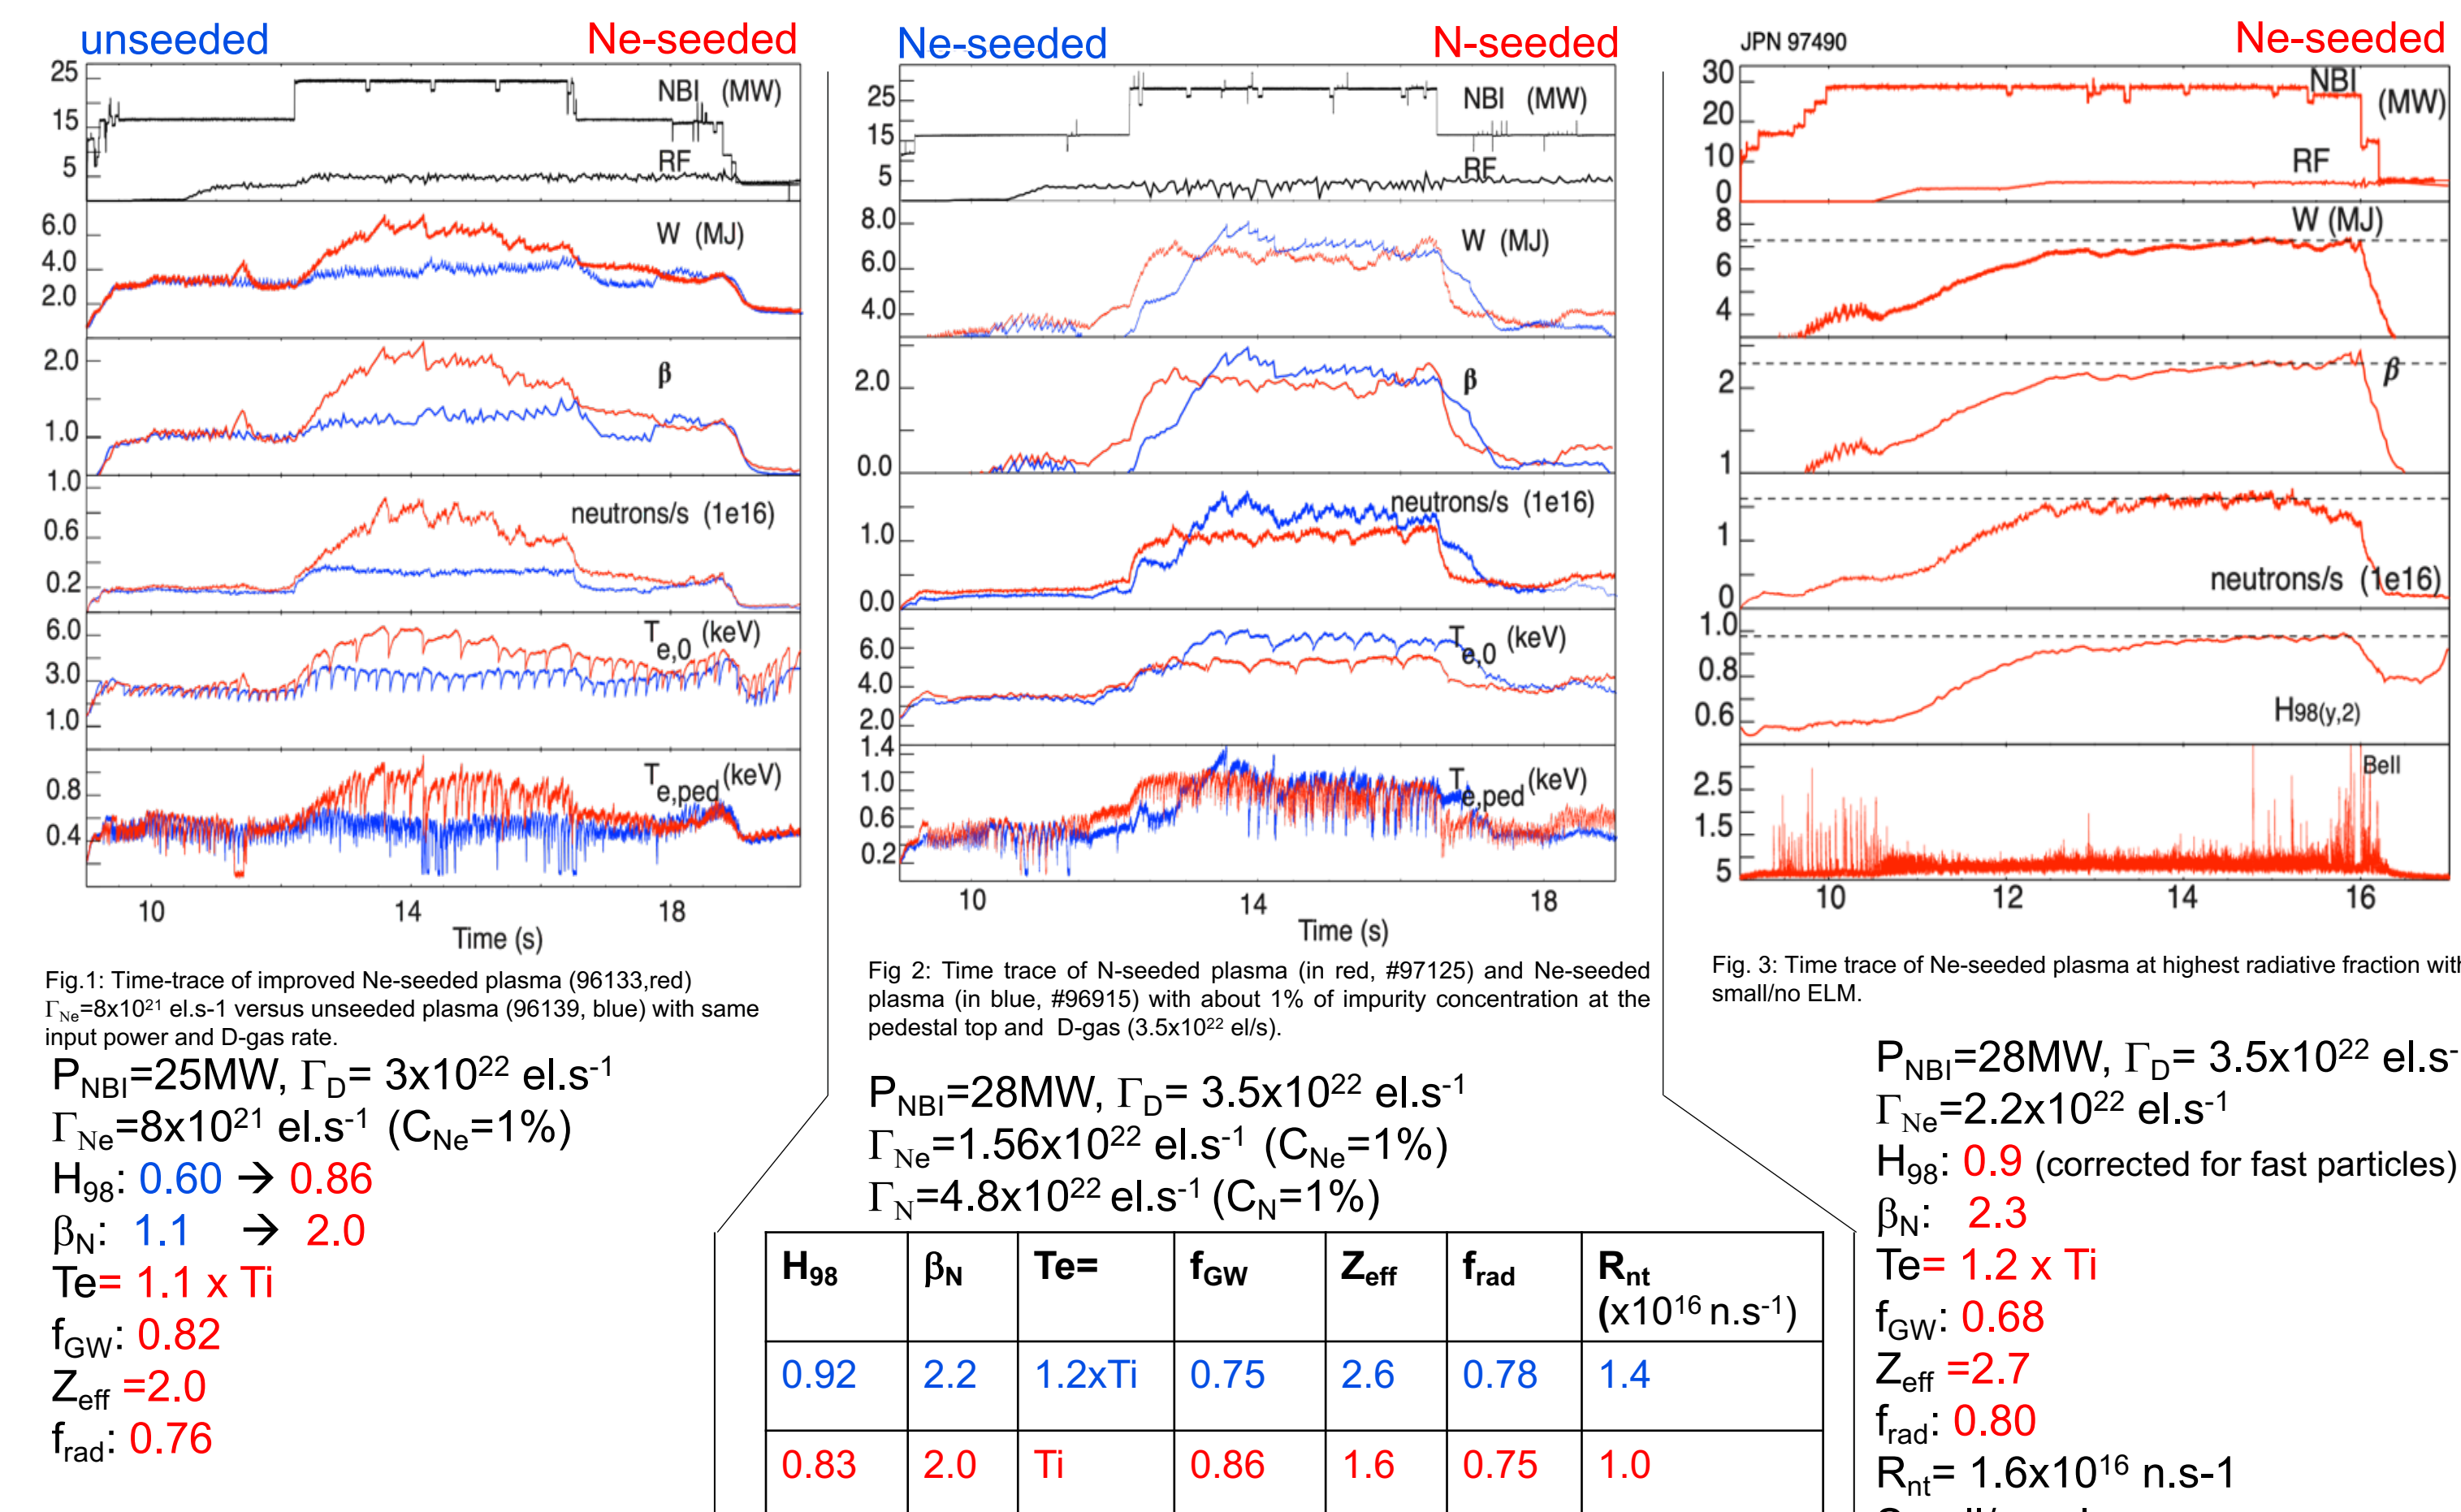 unseeded Ne-seeded
25
15
5
NBI (MW)
RF
6.0
4.0
2.0
W (MJ)
2.0
1.0
β
1.0
0.6
0.2
neutrons/s (1e16)
6.0
3.0
1.0
Te,0 (keV)
0.8
0.4
Te,ped (keV)
10 14 18
Time (s)
Fig.1: Time-trace of improved Ne-seeded plasma (96133,red)
ΓNe=8x10²¹ el.s-1 versus unseeded plasma (96139, blue) with same
input power and D-gas rate.
PNBI=25MW, ΓD= 3x10²² el.s⁻¹
ΓNe=8x10²¹ el.s⁻¹ (CNe=1%)
H98: 0.60 → 0.86
βN: 1.1 → 2.0
Te= 1.1 x Ti
fGW: 0.82
Zeff =2.0
frad: 0.76
Ne-seeded N-seeded
25
15
5
NBI (MW)
RF
8.0
6.0
4.0
W (MJ)
2.0
0.0
β
1.0
0.0
neutrons/s (1e16)
6.0
4.0
2.0
Te,0 (keV)
1.4
1.0
0.6
0.2
Te,ped (keV)
10 14 18
Time (s)
Fig 2: Time trace of N-seeded plasma (in red, #97125) and Ne-seeded
plasma (in blue, #96915) with about 1% of impurity concentration at the
pedestal top and D-gas (3.5x10²² el/s).
PNBI=28MW, ΓD= 3.5x10²² el.s⁻¹
ΓNe=1.56x10²² el.s⁻¹ (CNe=1%)
ΓN=4.8x10²² el.s⁻¹ (CN=1%)
H98 βN Te= fGW Zeff frad Rnt
(x10¹⁶ n.s⁻¹)
0.92 2.2 1.2xTi 0.75 2.6 0.78 1.4
0.83 2.0 Ti 0.86 1.6 0.75 1.0
JPN 97490 Ne-seeded
30
20
10
0
NBI (MW)
RF
8
6
4
W (MJ)
2
1
β
1
0
neutrons/s (1e16)
1.0
0.8
0.6
H98(y,2)
2.5
1.5
5
BeII
10 12 14 16
Fig. 3: Time trace of Ne-seeded plasma at highest radiative fraction with
small/no ELM.
PNBI=28MW, ΓD= 3.5x10²² el.s⁻
ΓNe=2.2x10²² el.s⁻¹
H98: 0.9 (corrected for fast particles)
βN: 2.3
Te= 1.2 x Ti
fGW: 0.68
Zeff =2.7
frad: 0.80
Rnt= 1.6x10¹⁶ n.s-1